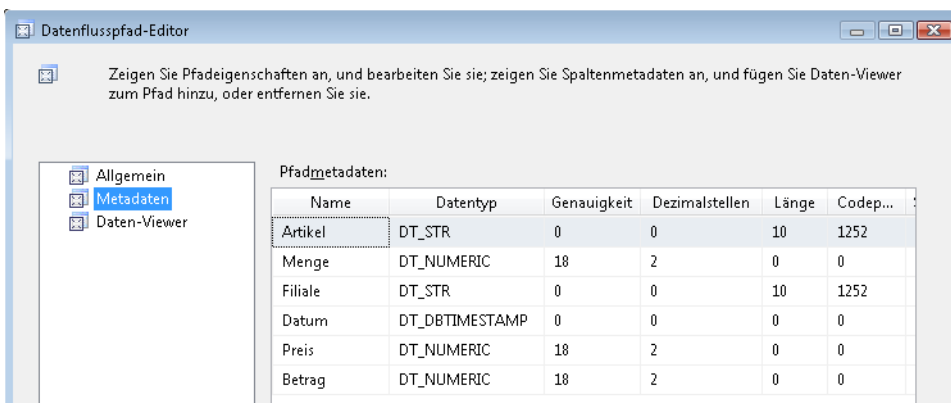 Datenflusspfad-Editor
Zeigen Sie Pfadeigenschaften an, und bearbeiten Sie sie; zeigen Sie Spaltenmetadaten an, und fügen Sie Daten-Viewer
zum Pfad hinzu, oder entfernen Sie sie.
Allgemein
Metadaten
Daten-Viewer
Pfadmetadaten:
Name Datentyp Genauigkeit Dezimalstellen Länge Codep...
Artikel DT_STR 0 0 10 1252
Menge DT_NUMERIC 18 2 0 0
Filiale DT_STR 0 0 10 1252
Datum DT_DBTIMESTAMP 0 0 0 0
Preis DT_NUMERIC 18 2 0 0
Betrag DT_NUMERIC 18 2 0 0